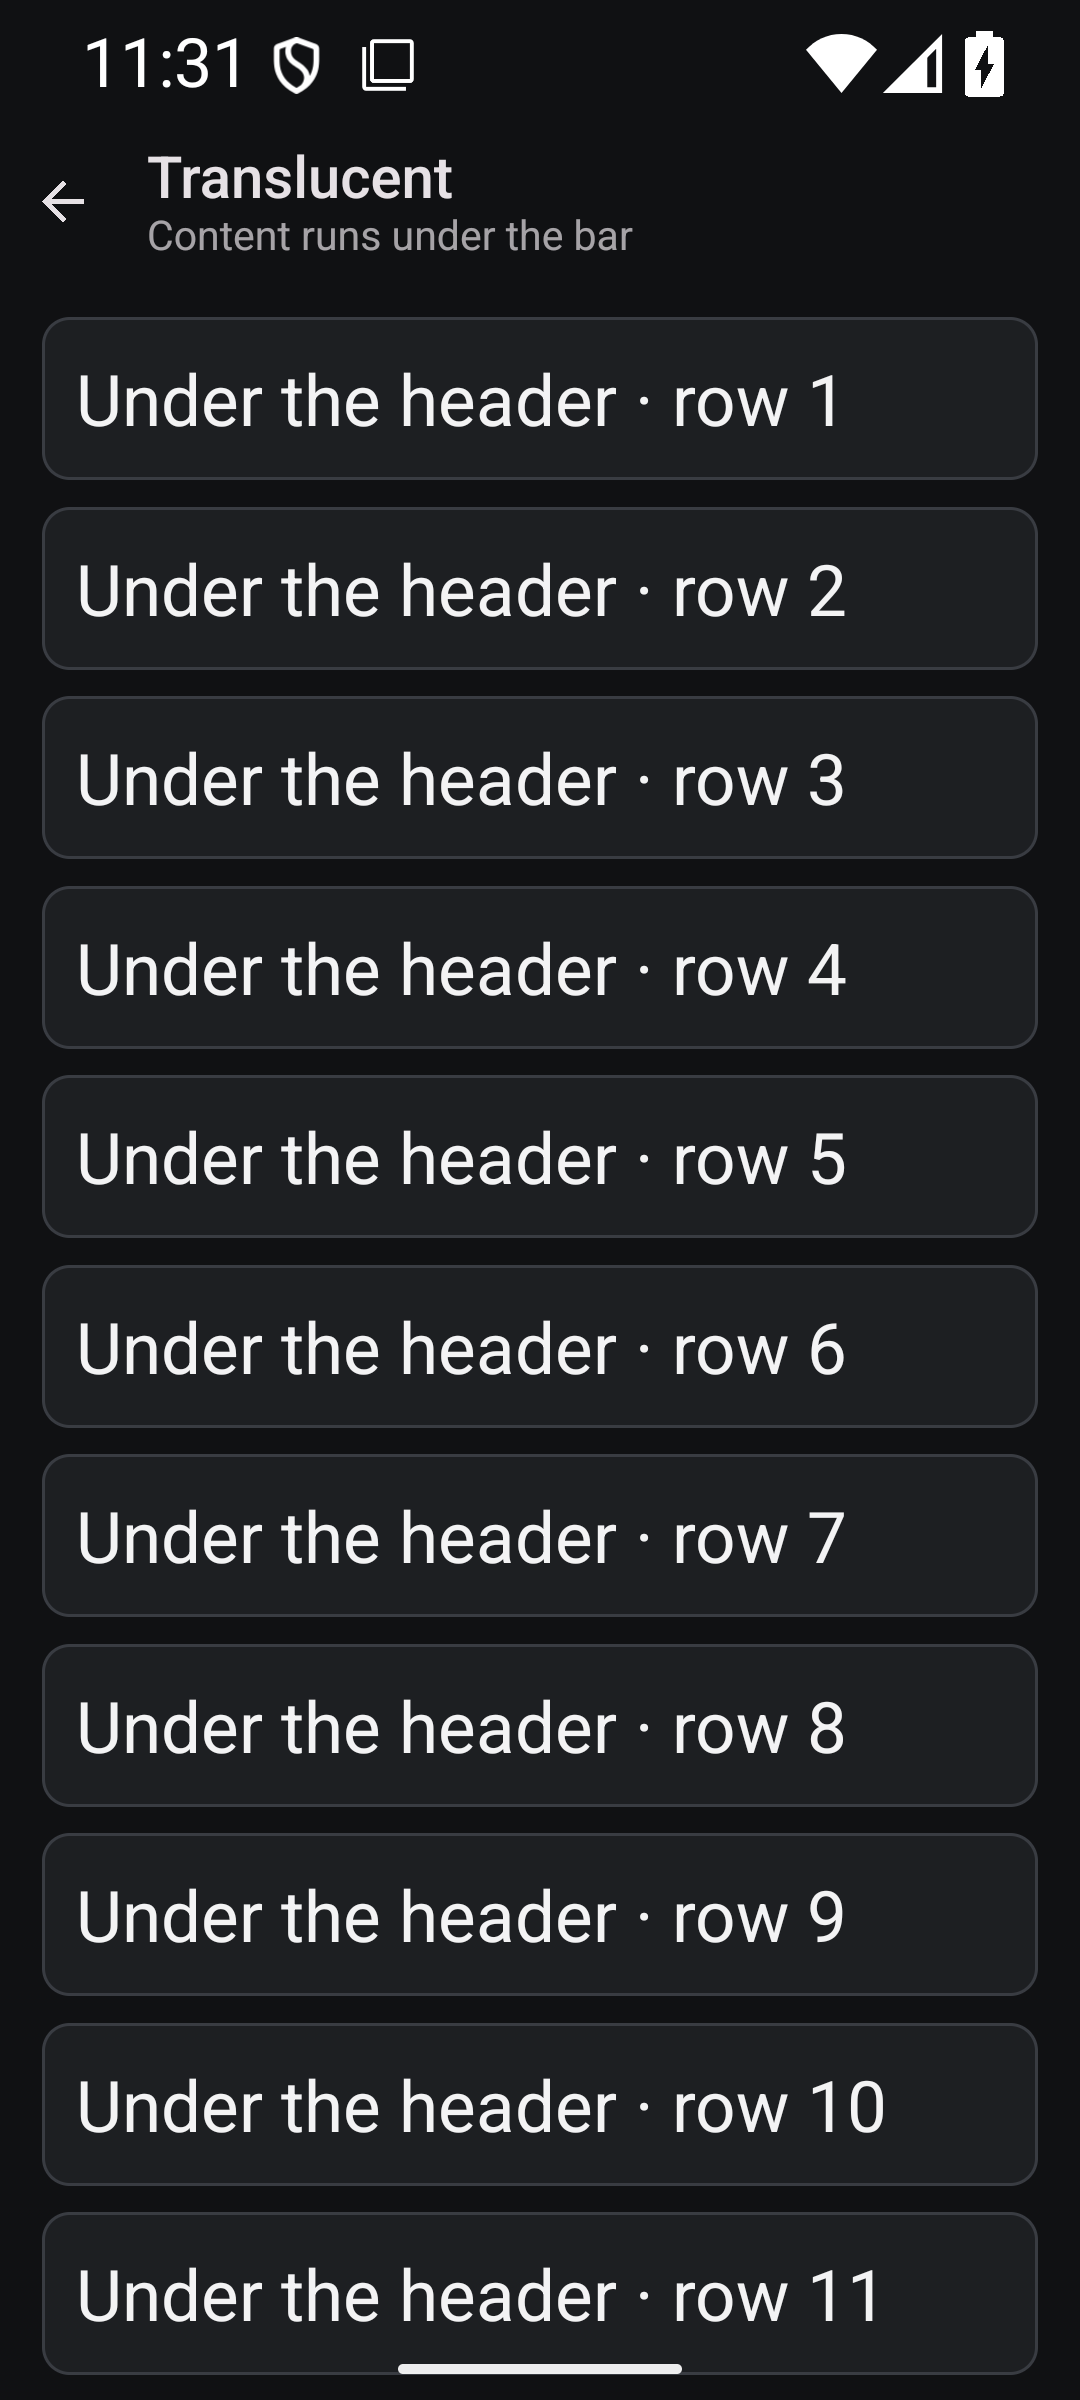 11:31
Translucent
Content runs under the bar
Under the header · row 1
Under the header · row 2
Under the header · row 3
Under the header · row 4
Under the header · row 5
Under the header · row 6
Under the header · row 7
Under the header · row 8
Under the header · row 9
Under the header · row 10
Under the header · row 11